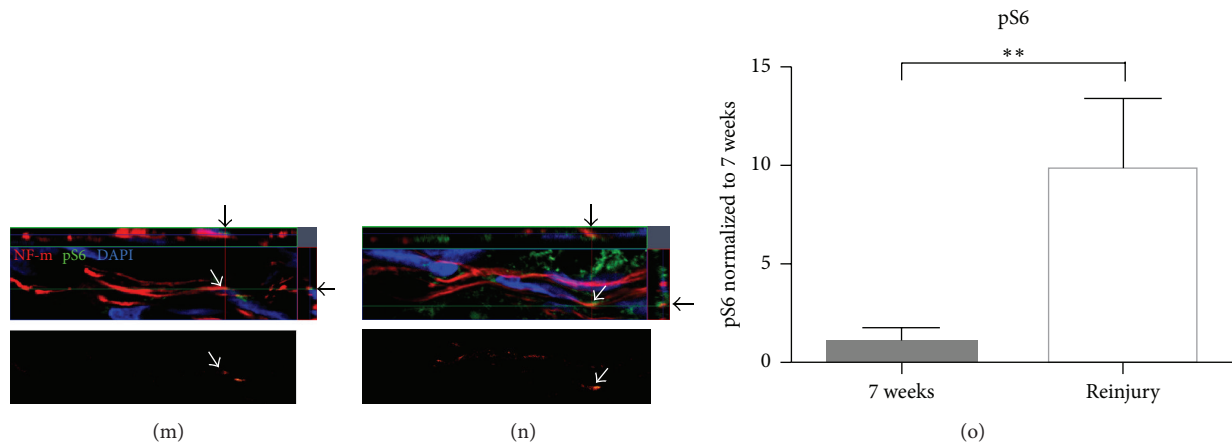 NF-m pS6 DAPI
(m)
(n)
pS6
**
15
10
5
0
pS6 normalized to 7 weeks
7 weeks
Reinjury
(o)